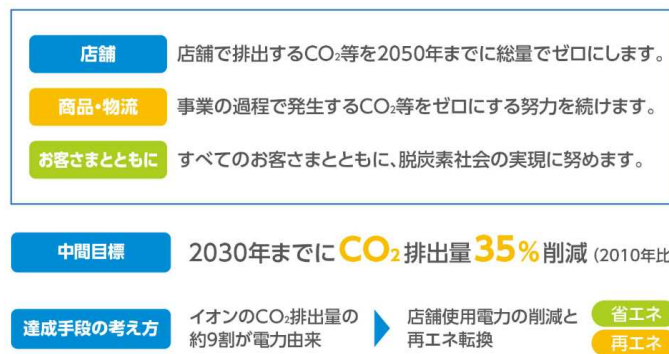 店舗 店舗で排出するCO₂等を2050年までに総量でゼロにします。
商品・物流 事業の過程で発生するCO₂等をゼロにする努力を続けます。
お客さまとともに すべてのお客さまとともに、脱炭素社会の実現に努めます。
中間目標 2030年までにCO₂排出量35%削減(2010年比
達成手段の考え方
イオンのCO₂排出量の
約9割が電力由来
店舗使用電力の削減と
再エネ転換
省エネ
再エネ